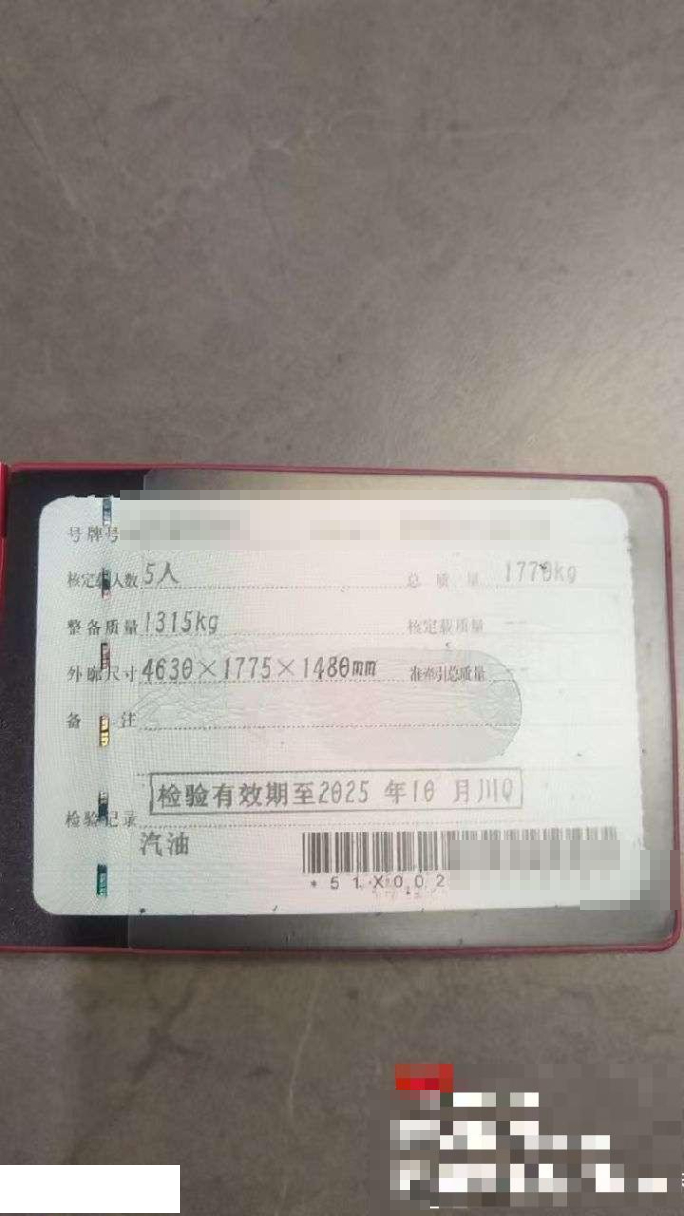 号牌号
核定载人数 5人 总质量 1770kg
整备质量 1315kg 核定载质量
外廓尺寸 4630×1775×1480mm 准牵引总质量
备注
检验有效期至2025年10月川Q
检验记录
汽油
*51X002